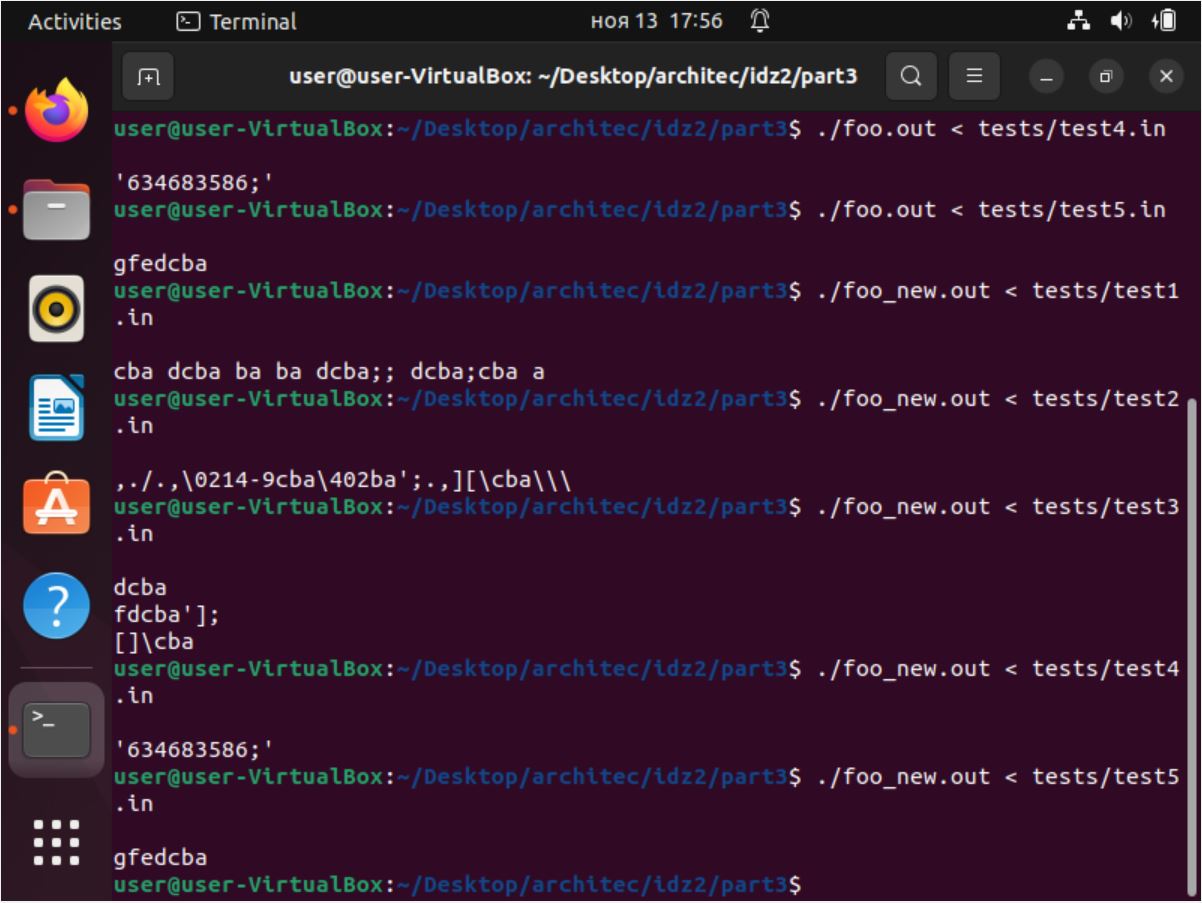 Activities Terminal ноя 13 17:56
user@user-VirtualBox: ~/Desktop/architec/idz2/part3
user@user-VirtualBox:~/Desktop/architec/idz2/part3$ ./foo.out < tests/test4.in
'634683586;'
user@user-VirtualBox:~/Desktop/architec/idz2/part3$ ./foo.out < tests/test5.in
gfedcba
user@user-VirtualBox:~/Desktop/architec/idz2/part3$ ./foo_new.out < tests/test1
.in
cba dcba ba ba dcba;; dcba;cba a
user@user-VirtualBox:~/Desktop/architec/idz2/part3$ ./foo_new.out < tests/test2
.in
,./.,\0214-9cba\402ba';.,][\cba\\\
user@user-VirtualBox:~/Desktop/architec/idz2/part3$ ./foo_new.out < tests/test3
.in
dcba
fdcba'];
[]\cba
user@user-VirtualBox:~/Desktop/architec/idz2/part3$ ./foo_new.out < tests/test4
.in
'634683586;'
user@user-VirtualBox:~/Desktop/architec/idz2/part3$ ./foo_new.out < tests/test5
.in
gfedcba
user@user-VirtualBox:~/Desktop/architec/idz2/part3$